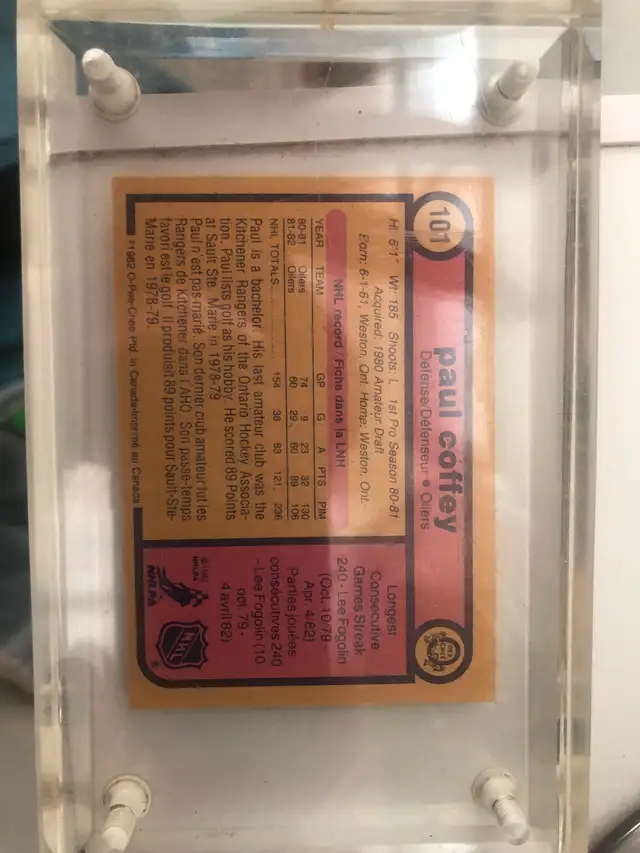 101
paul coffey
Defense/Défenseur • Oilers
Ht: 6'1" Wt: 185 Shoots: L 1st Pro Season 80-81
Acquired: 1980 Amateur Draft
Born: 6-1-61, Weston, Ont. Home: Weston, Ont.
NHL record / Fiche dans la LNH
YEAR TEAM GP G A PTS PIM
80-81 Oilers 74 9 23 32 130
81-82 Oilers 80 29 60 89 106
NHL TOTALS 154 38 83 121 236
Paul is a bachelor. His last amateur club was the
Kitchener Rangers of the Ontario Hockey Associa-
tion. Paul lists golf as his hobby. He scored 89 Points
at Sault Ste. Marie in 1978-79
Paul n'est pas marié. Son dernier club amateur fut les
Rangers de Kitchener dans l'AHO. Son passe-temps
favori est le golf. Il produisit 89 points pour Sault-Ste-
Marie en 1978-79.
Longest
Consecutive
Games Streak
240 - Lee Fogolin
(Oct. 10/79 -
Apr. 4/82)
Parties jouées
consécutives 240
- Lee Fogolin (10
oct. 79 -
4 avril 82)
NHLPA
NHLPA
NHL
®
O PEE CHEE
©1982 O-Pee-Chee Ptd. in Canada-Imprimé au Canada